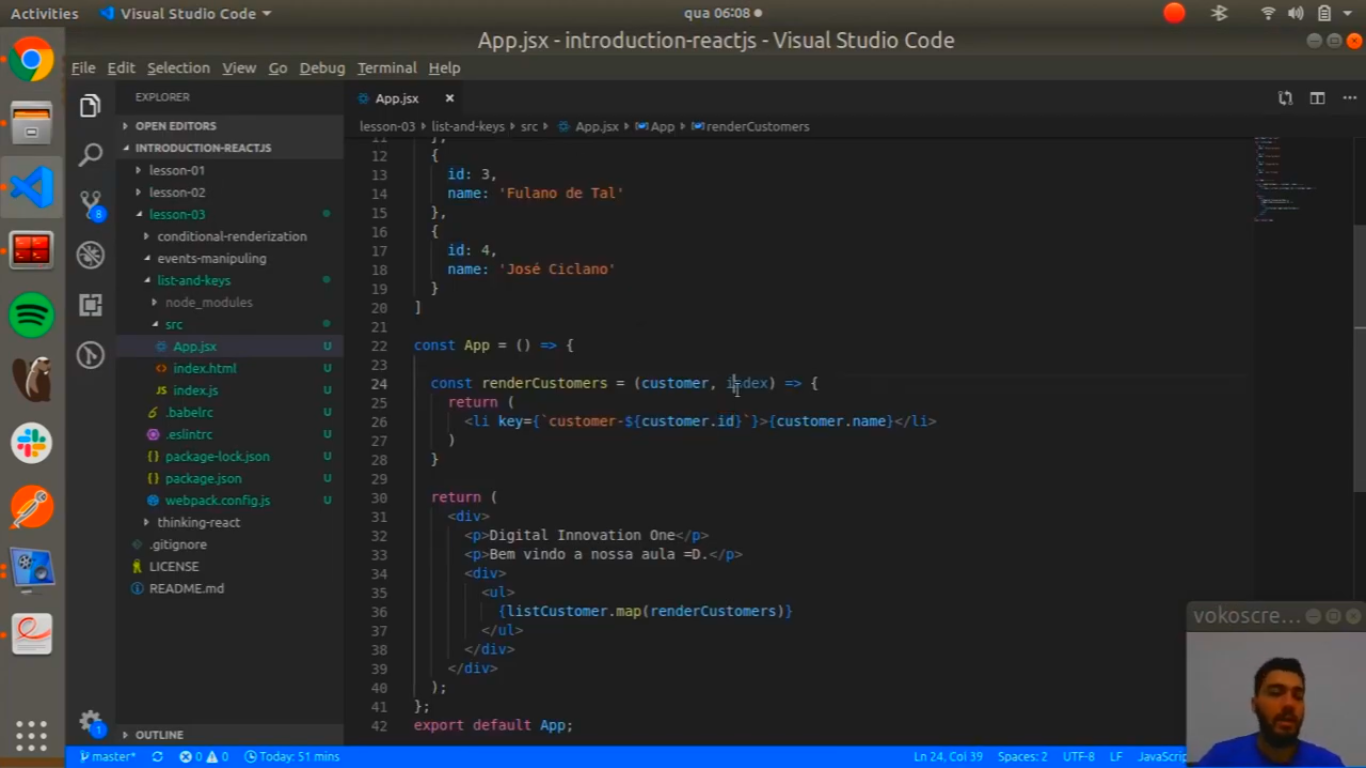 Activities
Visual Studio Code
qua 06:08
App.jsx - introduction-reactjs - Visual Studio Code
File Edit Selection View Go Debug Terminal Help
EXPLORER
OPEN EDITORS
INTRODUCTION-REACTJS
lesson-01
lesson-02
lesson-03
conditional-renderization
events-manipuling
list-and-keys
node_modules
src
App.jsx U
index.html U
JS index.js U
.babelrc U
.eslintrc U
package-lock.json U
package.json U
webpack.config.js U
thinking-react
.gitignore
LICENSE
README.md
OUTLINE
8
1
App.jsx
lesson-03 list-and-keys src App.jsx App renderCustomers
11 },
12 {
13 id: 3,
14 name: 'Fulano de Tal'
15 },
16 {
17 id: 4,
18 name: 'José Ciclano'
19 }
20 ]
21
22 const App = () => {
23
24 const renderCustomers = (customer, index) => {
25 return (
26 <li key={`customer-${customer.id}`}>{customer.name}</li>
27 )
28 }
29
30 return (
31 <div>
32 <p>Digital Innovation One</p>
33 <p>Bem vindo a nossa aula =D.</p>
34 <div>
35 <ul>
36 {listCustomer.map(renderCustomers)}
37 </ul>
38 </div>
39 </div>
40 );
41 };
42 export default App;
vokoscre...
master* 0 0 Today: 51 mins Ln 24, Col 39 Spaces: 2 UTF-8 LF JavaScrip